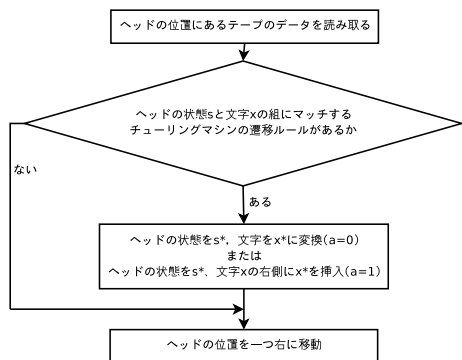 ヘッドの位置にあるテープのデータを読み取る
ヘッドの状態sと文字xの組にマッチする
チューリングマシンの遷移ルールがあるか
ない
ある
ヘッドの状態をs*，文字をx*に変換(a=0)
または
ヘッドの状態をs*、文字xの右側にx*を挿入(a=1)
ヘッドの位置を一つ右に移動